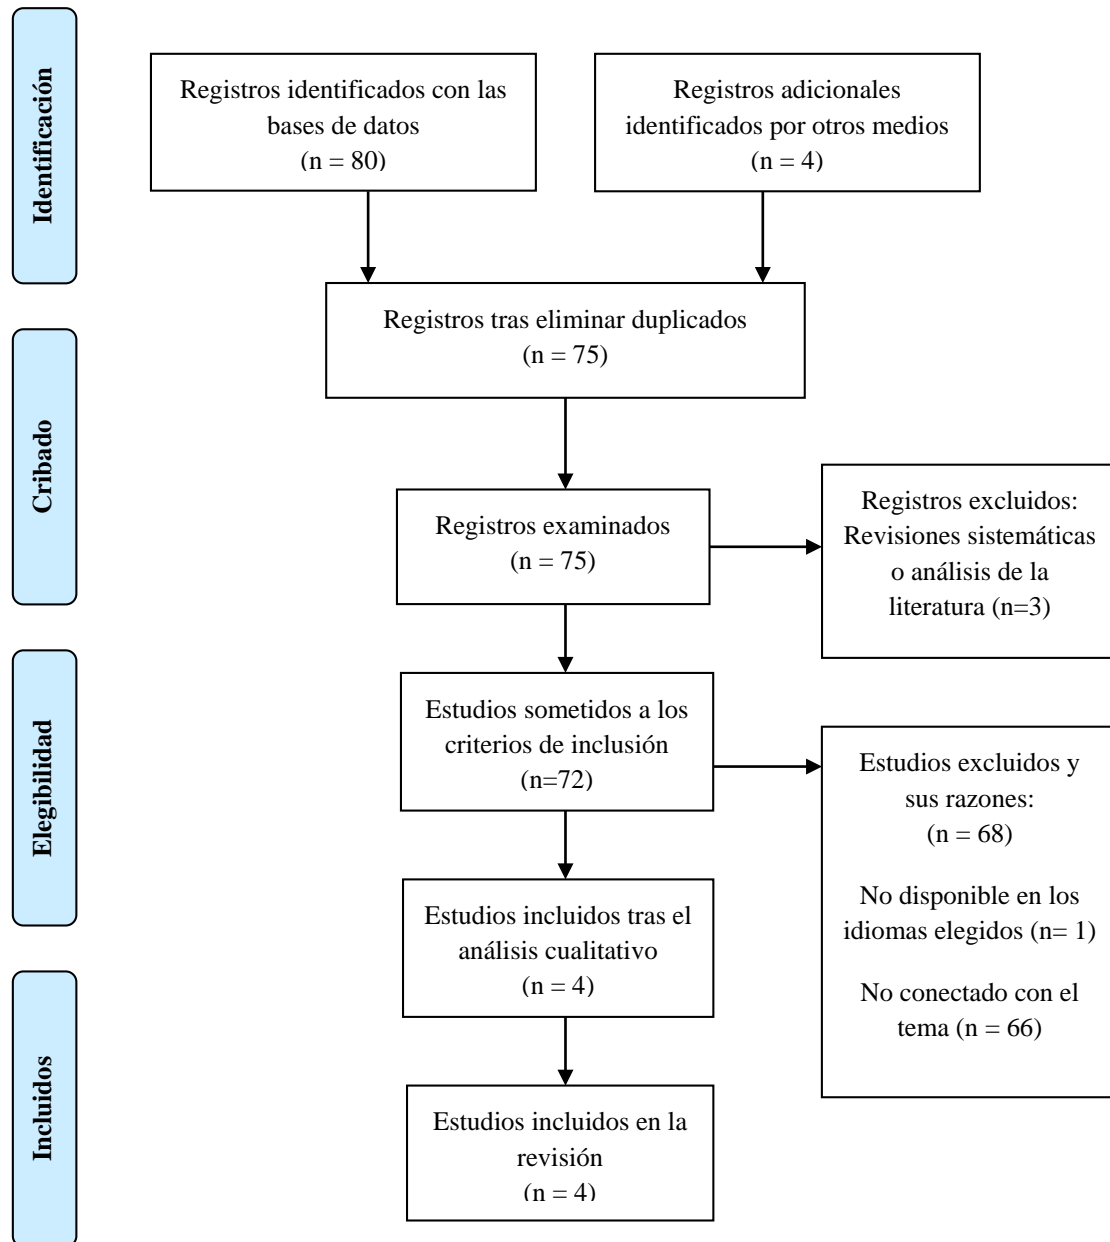 Identificación
Registros identificados con las
bases de datos
(n = 80)
Registros adicionales
identificados por otros medios
(n = 4)
Registros tras eliminar duplicados
(n = 75)
Cribado
Registros examinados
(n = 75)
Registros excluidos:
Revisiones sistemáticas
o análisis de la
literatura (n=3)
Elegibilidad
Estudios sometidos a los
criterios de inclusión
(n=72)
Estudios excluidos y
sus razones:
(n = 68)
No disponible en los
idiomas elegidos (n= 1)
No conectado con el
tema (n = 66)
Estudios incluidos tras el
análisis cualitativo
(n = 4)
Incluidos
Estudios incluidos en la
revisión
(n = 4)